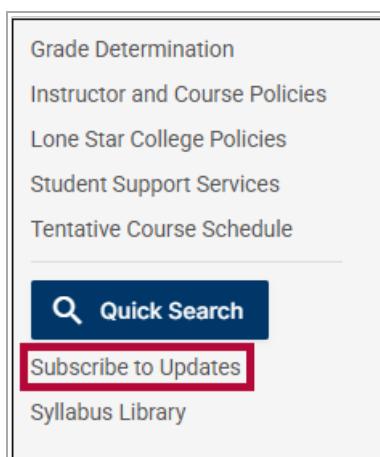 Grade Determination
Instructor and Course Policies
Lone Star College Policies
Student Support Services
Tentative Course Schedule
Quick Search
Subscribe to Updates
Syllabus Library